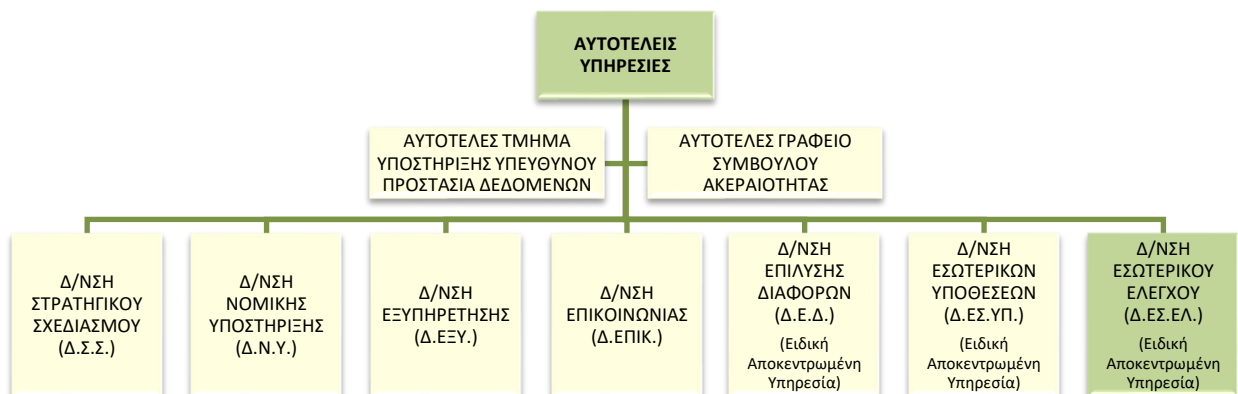 ΑΥΤΟΤΕΛΕΙΣ
ΥΠΗΡΕΣΙΕΣ
ΑΥΤΟΤΕΛΕΣ ΤΜΗΜΑ
ΥΠΟΣΤΗΡΙΞΗΣ ΥΠΕΥΘΥΝΟΥ
ΠΡΟΣΤΑΣΙΑ ΔΕΔΟΜΕΝΩΝ
ΑΥΤΟΤΕΛΕΣ ΓΡΑΦΕΙΟ
ΣΥΜΒΟΥΛΟΥ
ΑΚΕΡΑΙΟΤΗΤΑΣ
Δ/ΝΣΗ
ΣΤΡΑΤΗΓΙΚΟΥ
ΣΧΕΔΙΑΣΜΟΥ
(Δ.Σ.Σ.)
Δ/ΝΣΗ
ΝΟΜΙΚΗΣ
ΥΠΟΣΤΗΡΙΞΗΣ
(Δ.Ν.Υ.)
Δ/ΝΣΗ
ΕΞΥΠΗΡΕΤΗΣΗΣ
(Δ.ΕΞΥ.)
Δ/ΝΣΗ
ΕΠΙΚΟΙΝΩΝΙΑΣ
(Δ.ΕΠΙΚ.)
Δ/ΝΣΗ
ΕΠΙΛΥΣΗΣ
ΔΙΑΦΟΡΩΝ
(Δ.Ε.Δ.)
(Ειδική
Αποκεντρωμένη
Υπηρεσία)
Δ/ΝΣΗ
ΕΣΩΤΕΡΙΚΩΝ
ΥΠΟΘΕΣΕΩΝ
(Δ.ΕΣ.ΥΠ.)
(Ειδική
Αποκεντρωμένη
Υπηρεσία)
Δ/ΝΣΗ
ΕΣΩΤΕΡΙΚΟΥ
ΕΛΕΓΧΟΥ
(Δ.ΕΣ.ΕΛ.)
(Ειδική
Αποκεντρωμένη
Υπηρεσία)